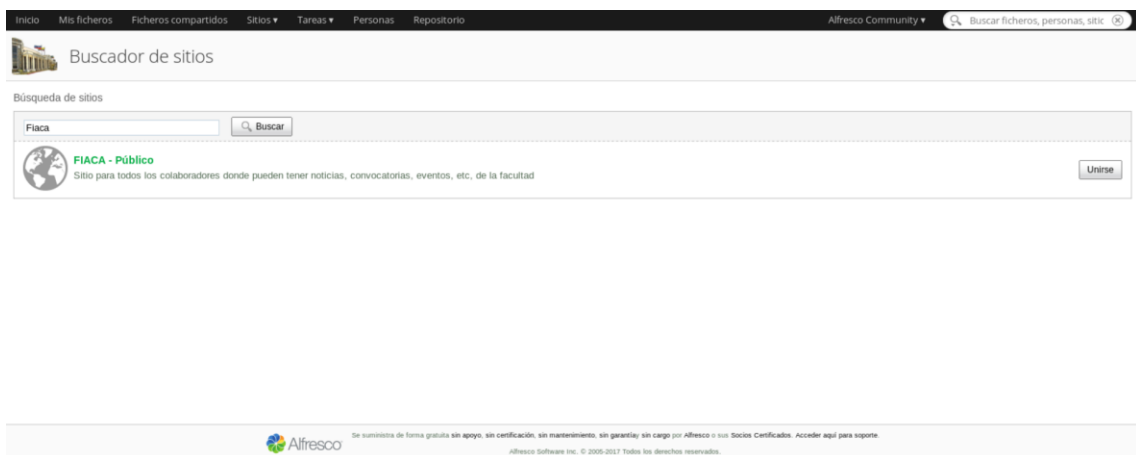 Inicio Mis ficheros Ficheros compartidos Sitios ▾ Tareas ▾ Personas Repositorio Alfresco Community ▾ Buscar ficheros, personas, sitic
Buscador de sitios
Búsqueda de sitios
Fiaca Buscar
FIACA - Público
Sitio para todos los colaboradores donde pueden tener noticias, convocatorias, eventos, etc, de la facultad
Unirse
Alfresco
Se suministra de forma gratuita sin apoyo, sin certificación, sin mantenimiento, sin garantíay sin cargo por Alfresco o sus Socios Certificados. Acceder aquí para soporte.
Alfresco Software Inc. © 2005-2017 Todos los derechos reservados.